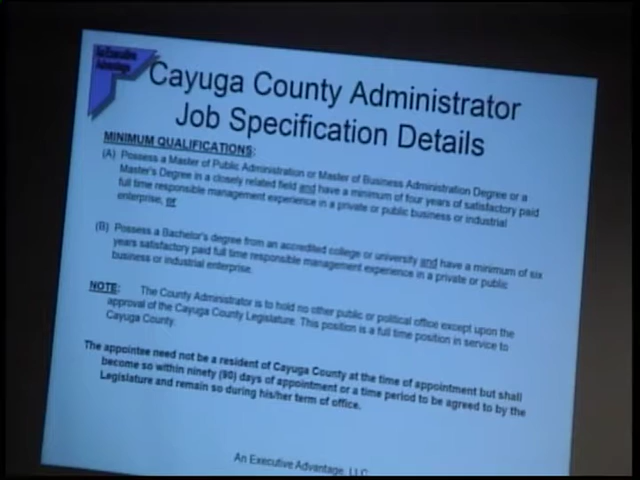 An Executive
Advantage
Cayuga County Administrator
Job Specification Details
MINIMUM QUALIFICATIONS:
(A) Possess a Master of Public Administration or Master of Business Administration Degree or a
Master's Degree in a closely related field and have a minimum of four years of satisfactory paid
full time responsible management experience in a private or public business or industrial
enterprise, or
(B) Possess a Bachelor's degree from an accredited college or university and have a minimum of six
years satisfactory paid full time responsible management experience in a private or public
business or industrial enterprise.
NOTE: The County Administrator is to hold no other public or political office except upon the
approval of the Cayuga County Legislature. This position is a full time position in service to
Cayuga County.
The appointee need not be a resident of Cayuga County at the time of appointment but shall
become so within ninety (90) days of appointment or a time period to be agreed to by the
Legislature and remain so during his/her term of office.
An Executive Advantage, LLC